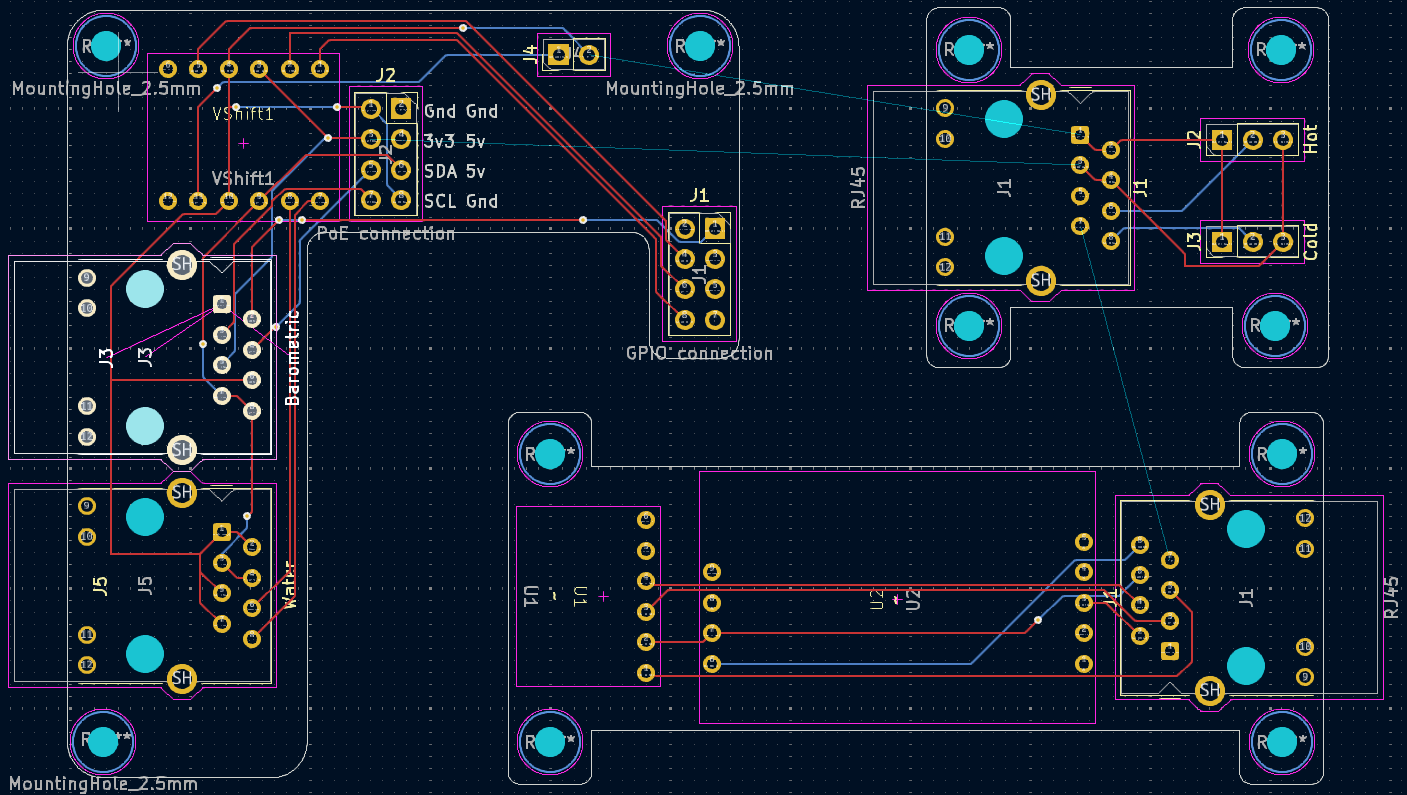 MountingHole_2.5mm
J4
MountingHole_2.5mm
VShift1
VShift1
J2
J2
Gnd Gnd
3v3 5v
SDA 5v
SCL Gnd
PoE connection
J1
J1
GPIO connection
SH
9
10
11
12
SH
J3
J3
Barometric
SH
9
10
11
12
SH
J5
J5
Water
MountingHole_2.5mm
SH
9
10
11
12
SH
RJ45
J1
J1
J2
Hot
J3
Cold
U1
U1
U2
U2
SH
12
11
10
9
SH
J1
J1
RJ45